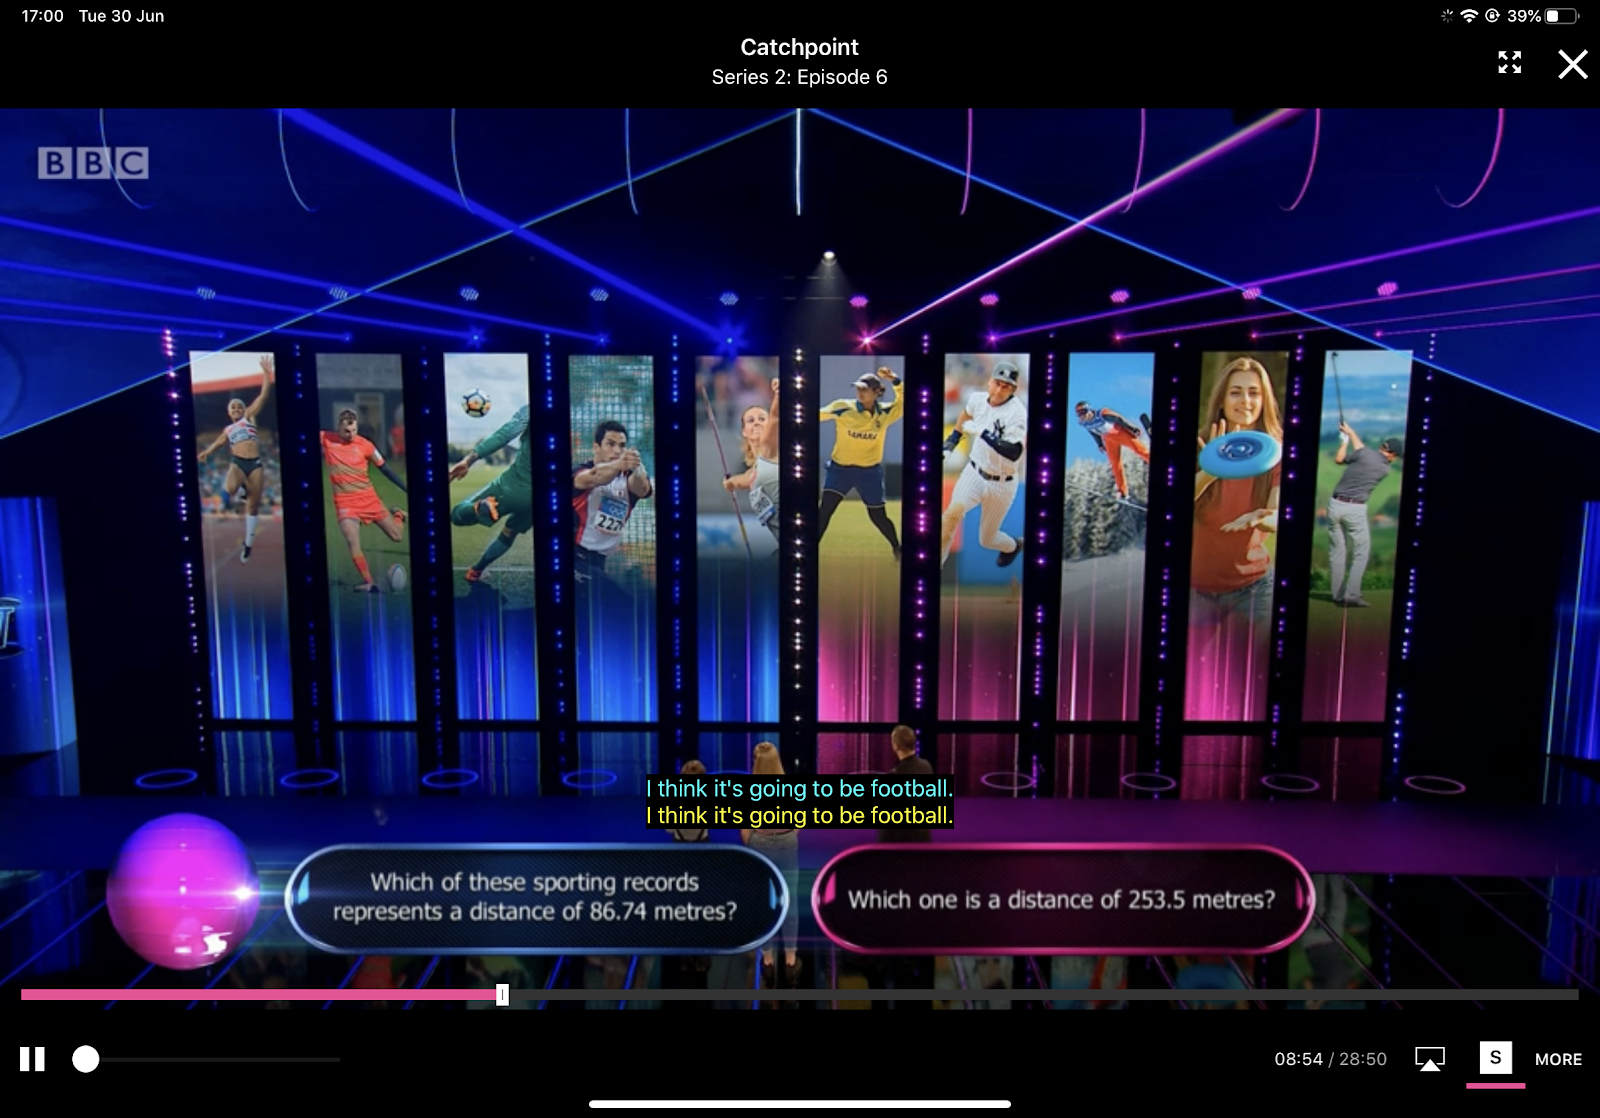 17:00 Tue 30 Jun
39%
Catchpoint
Series 2: Episode 6
BBC
227
I think it's going to be football.
I think it's going to be football.
Which of these sporting records
represents a distance of 86.74 metres?
Which one is a distance of 253.5 metres?
08:54 / 28:50
S
MORE